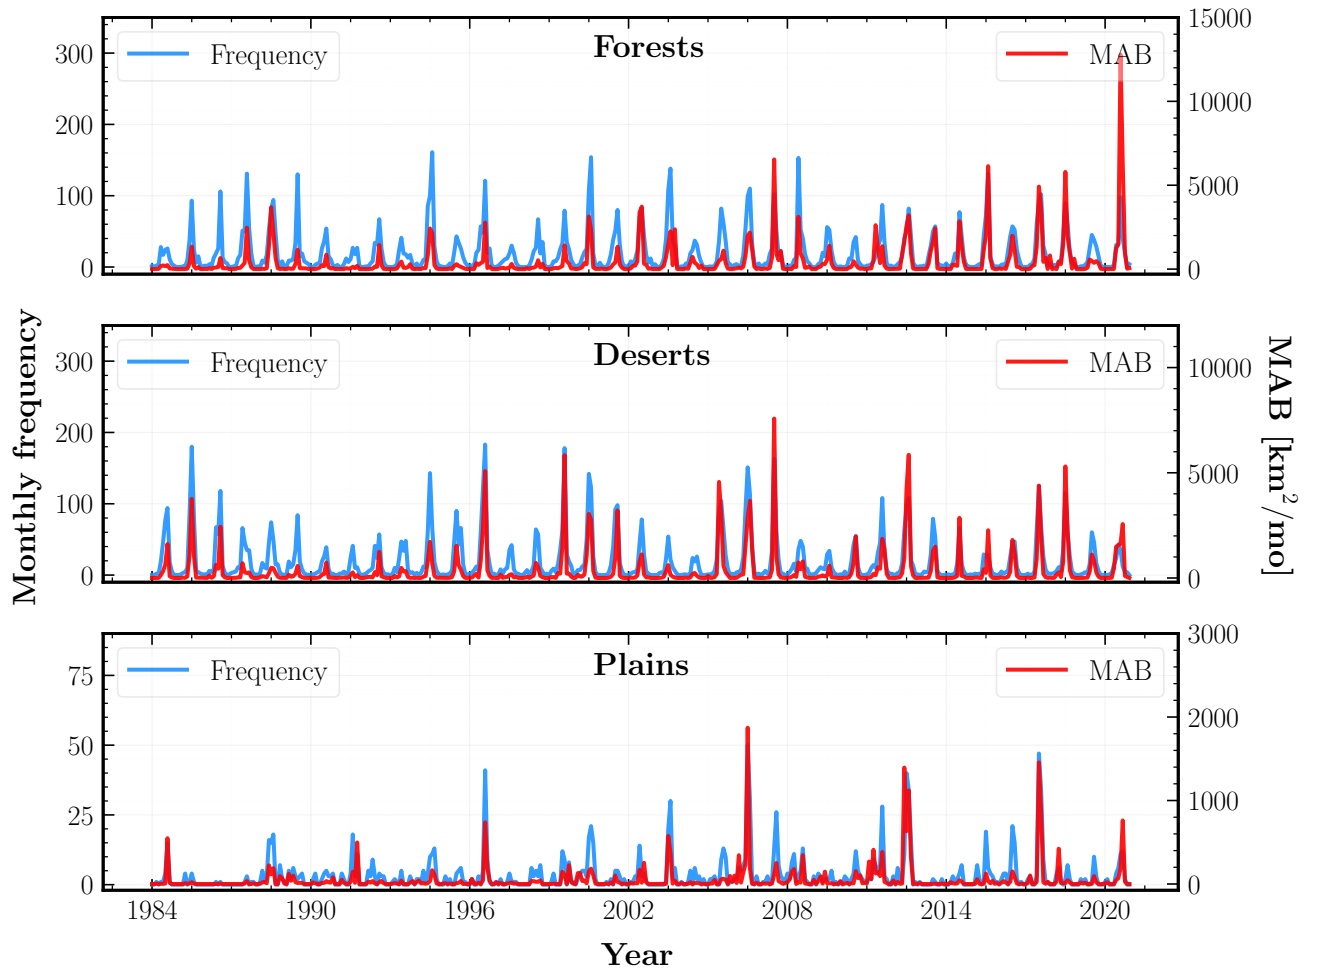 Forests
Frequency
MAB
300
200
100
0
15000
10000
5000
0
Deserts
Frequency
MAB
300
200
100
0
10000
5000
0
Plains
Frequency
MAB
75
50
25
0
3000
2000
1000
0
1984 1990 1996 2002 2008 2014 2020
Year
Monthly frequency
MAB [km²/mo]